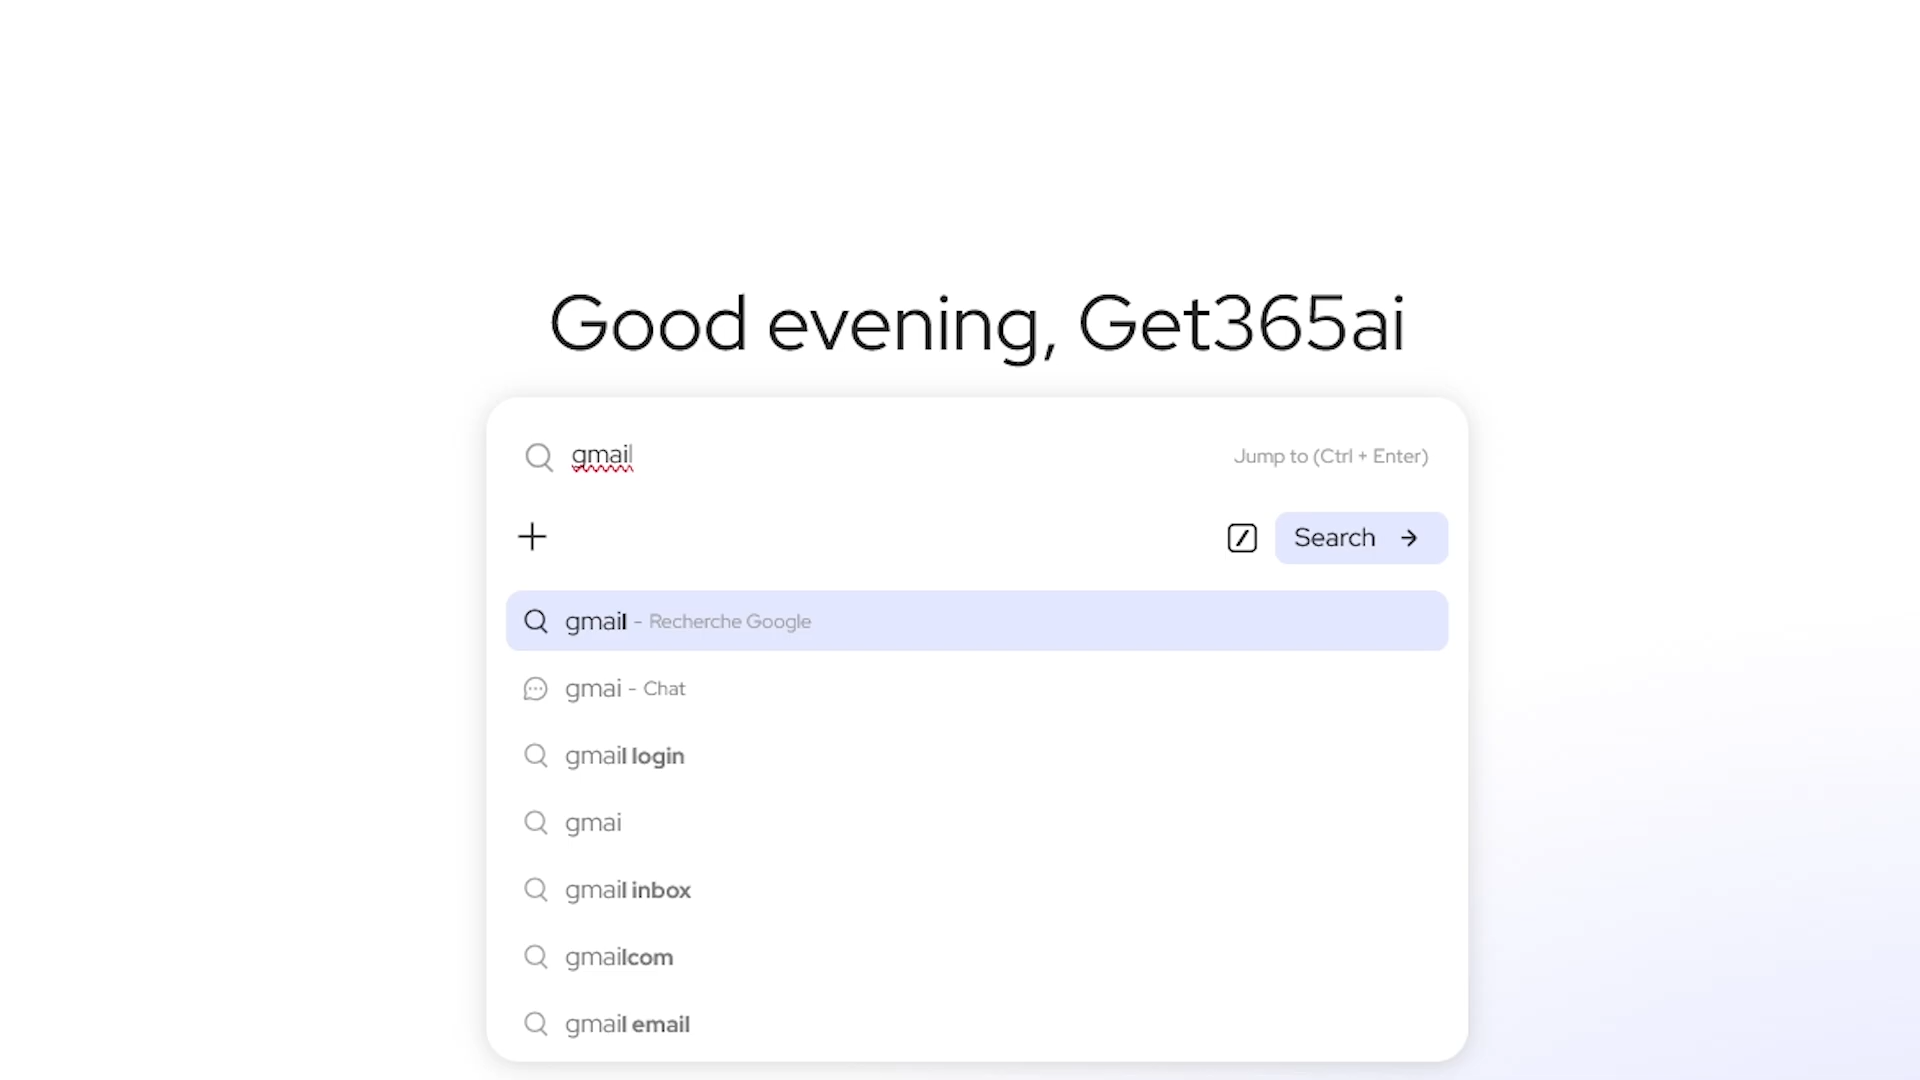 Good evening, Get365ai
gmail
Jump to (Ctrl + Enter)
Search
gmail - Recherche Google
gmai - Chat
gmail login
gmai
gmail inbox
gmailcom
gmail email